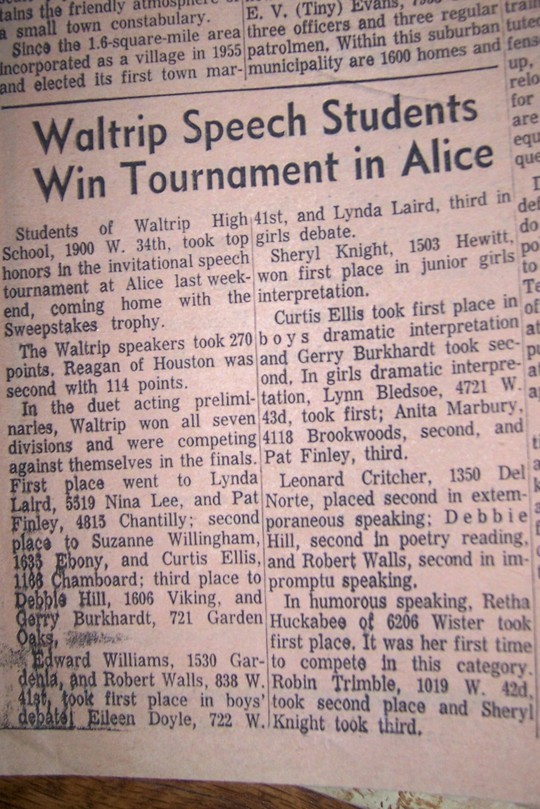 tains the friendly atmosphere of
a small town constabulary.
Since the 1.6-square-mile area
incorporated as a village in 1955
and elected its first town mar-
E. V. (Tiny) Evans,
three officers and three regular
patrolmen. Within this suburban
municipality are 1600 homes and
Waltrip Speech Students
Win Tournament in Alice
Students of Waltrip High
School, 1900 W. 34th, took top
honors in the invitational speech
tournament at Alice last week-
end, coming home with the
Sweepstakes trophy.
The Waltrip speakers took 270
points. Reagan of Houston was
second with 114 points.
In the duet acting prelimi-
naries, Waltrip won all seven
divisions and were competing
against themselves in the finals.
First place went to Lynda
Laird, 5519 Nina Lee, and Pat
Finley, 4815 Chantilly; second
place to Suzanne Willingham,
1635 Ebony, and Curtis Ellis,
1163 Chamboard; third place to
Debbie Hill, 1606 Viking, and
Gerry Burkhardt, 721 Garden
Oaks,
Edward Williams, 1530 Gar-
denia, and Robert Walls, 838 W.
41st, took first place in boys'
debate! Eileen Doyle, 722 W.
41st, and Lynda Laird, third in
girls debate.
Sheryl Knight, 1503 Hewitt,
won first place in junior girls
interpretation.
Curtis Ellis took first place in
boys dramatic interpretation
and Gerry Burkhardt took sec-
ond. In girls dramatic interpre-
tation, Lynn Bledsoe, 4721 W.
43d, took first; Anita Marbury,
4118 Brookwoods, second, and
Pat Finley, third.
Leonard Critcher, 1350 Del
Norte, placed second in extem-
poraneous speaking; Debbie
Hill, second in poetry reading,
and Robert Walls, second in im-
promptu speaking.
In humorous speaking, Retha
Huckabee of 6206 Wister took
first place. It was her first time
to compete in this category.
Robin Trimble, 1019 W. 42d,
took second place and Sheryl
Knight took third.